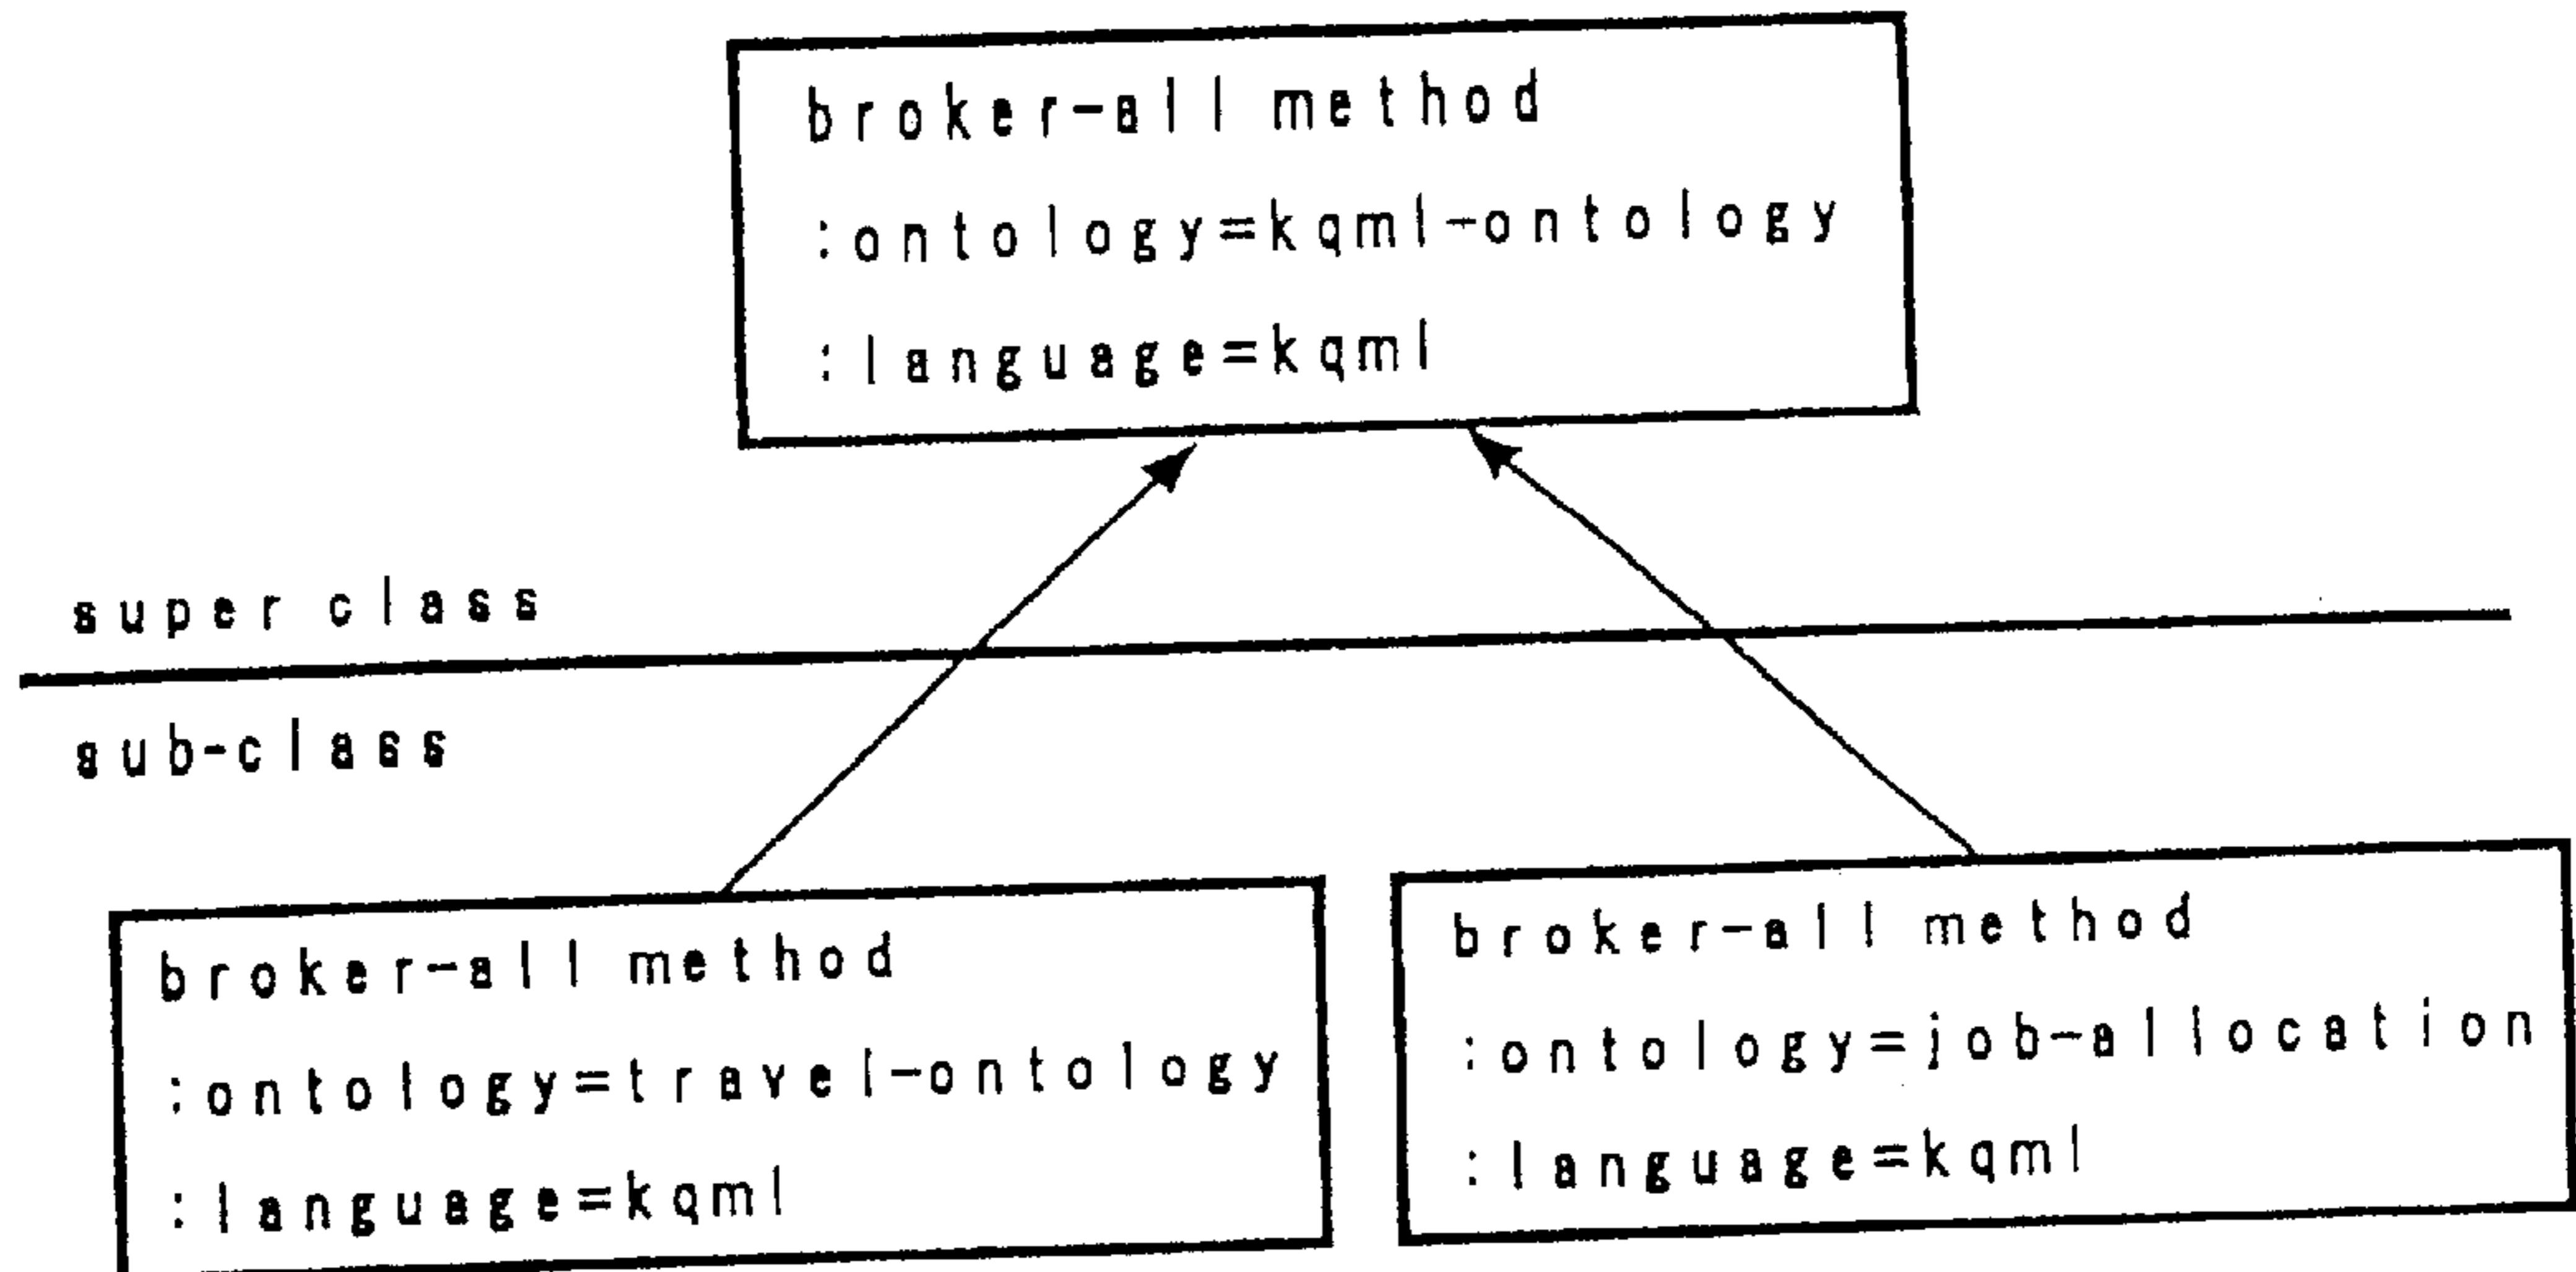 broker-all method
:ontology=kqml-ontology
:language=kqml
super class
sub-class
broker-all method
:ontology=travel-ontology
:language=kqml
broker-all method
:ontology=job-allocation
:language=kqml